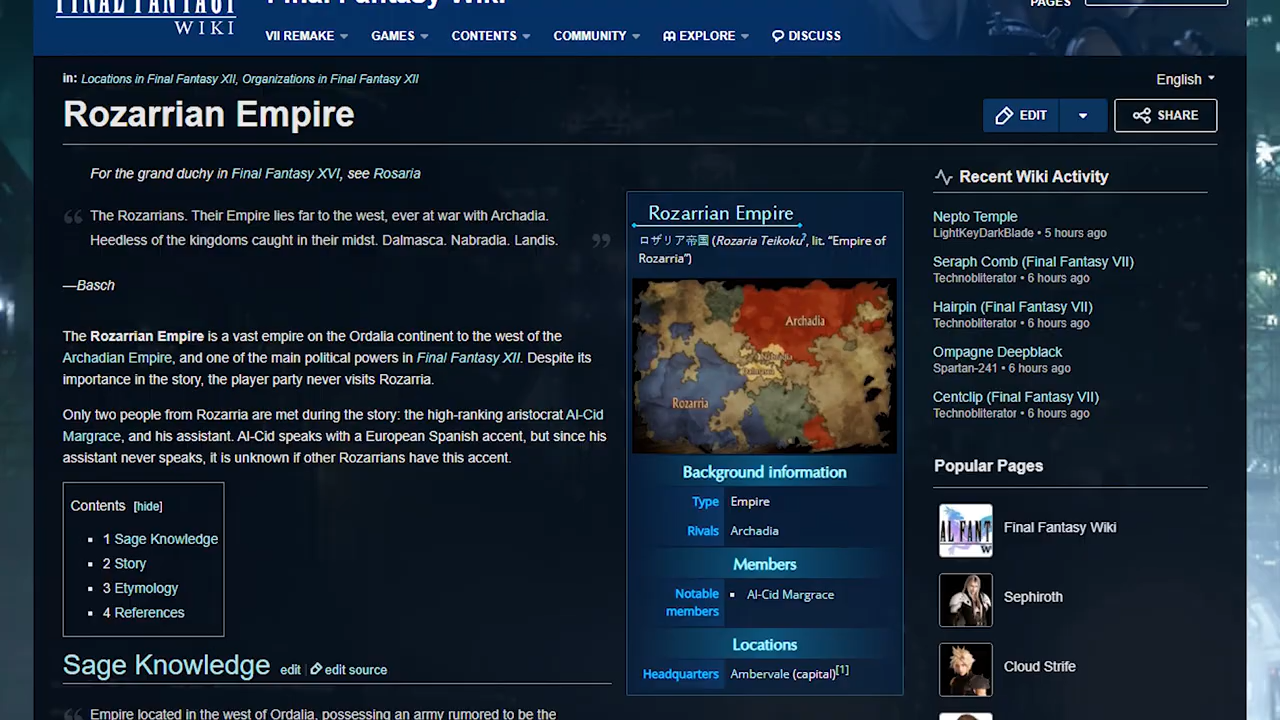 FINAL FANTASY
WIKI
Final Fantasy Wiki
PAGES
VII REMAKE
GAMES
CONTENTS
COMMUNITY
EXPLORE
DISCUSS
in: Locations in Final Fantasy XII, Organizations in Final Fantasy XII
English
Rozarrian Empire
EDIT
SHARE
For the grand duchy in Final Fantasy XVI, see Rosaria
The Rozarrians. Their Empire lies far to the west, ever at war with Archadia.
Heedless of the kingdoms caught in their midst. Dalmasca. Nabradia. Landis.
—Basch
The Rozarrian Empire is a vast empire on the Ordalia continent to the west of the
Archadian Empire, and one of the main political powers in Final Fantasy XII. Despite its
importance in the story, the player party never visits Rozarria.
Only two people from Rozarria are met during the story: the high-ranking aristocrat Al-Cid
Margrace, and his assistant. Al-Cid speaks with a European Spanish accent, but since his
assistant never speaks, it is unknown if other Rozarrians have this accent.
Contents [hide]
1 Sage Knowledge
2 Story
3 Etymology
4 References
Sage Knowledge edit edit source
Empire located in the west of Ordalia, possessing an army rumored to be the
Rozarrian Empire
ロザリア帝国 (Rozaria Teikoku?, lit. “Empire of
Rozarria”)
Archadia
Nabradia
Dalmasca
Rozarria
Background information
Type Empire
Rivals Archadia
Members
Notable
members
Al-Cid Margrace
Locations
Headquarters Ambervale (capital)[1]
Recent Wiki Activity
Nepto Temple
LightKeyDarkBlade • 5 hours ago
Seraph Comb (Final Fantasy VII)
Technobliterator • 6 hours ago
Hairpin (Final Fantasy VII)
Technobliterator • 6 hours ago
Ompagne Deepblack
Spartan-241 • 6 hours ago
Centclip (Final Fantasy VII)
Technobliterator • 6 hours ago
Popular Pages
AL FANT
W
Final Fantasy Wiki
Sephiroth
Cloud Strife